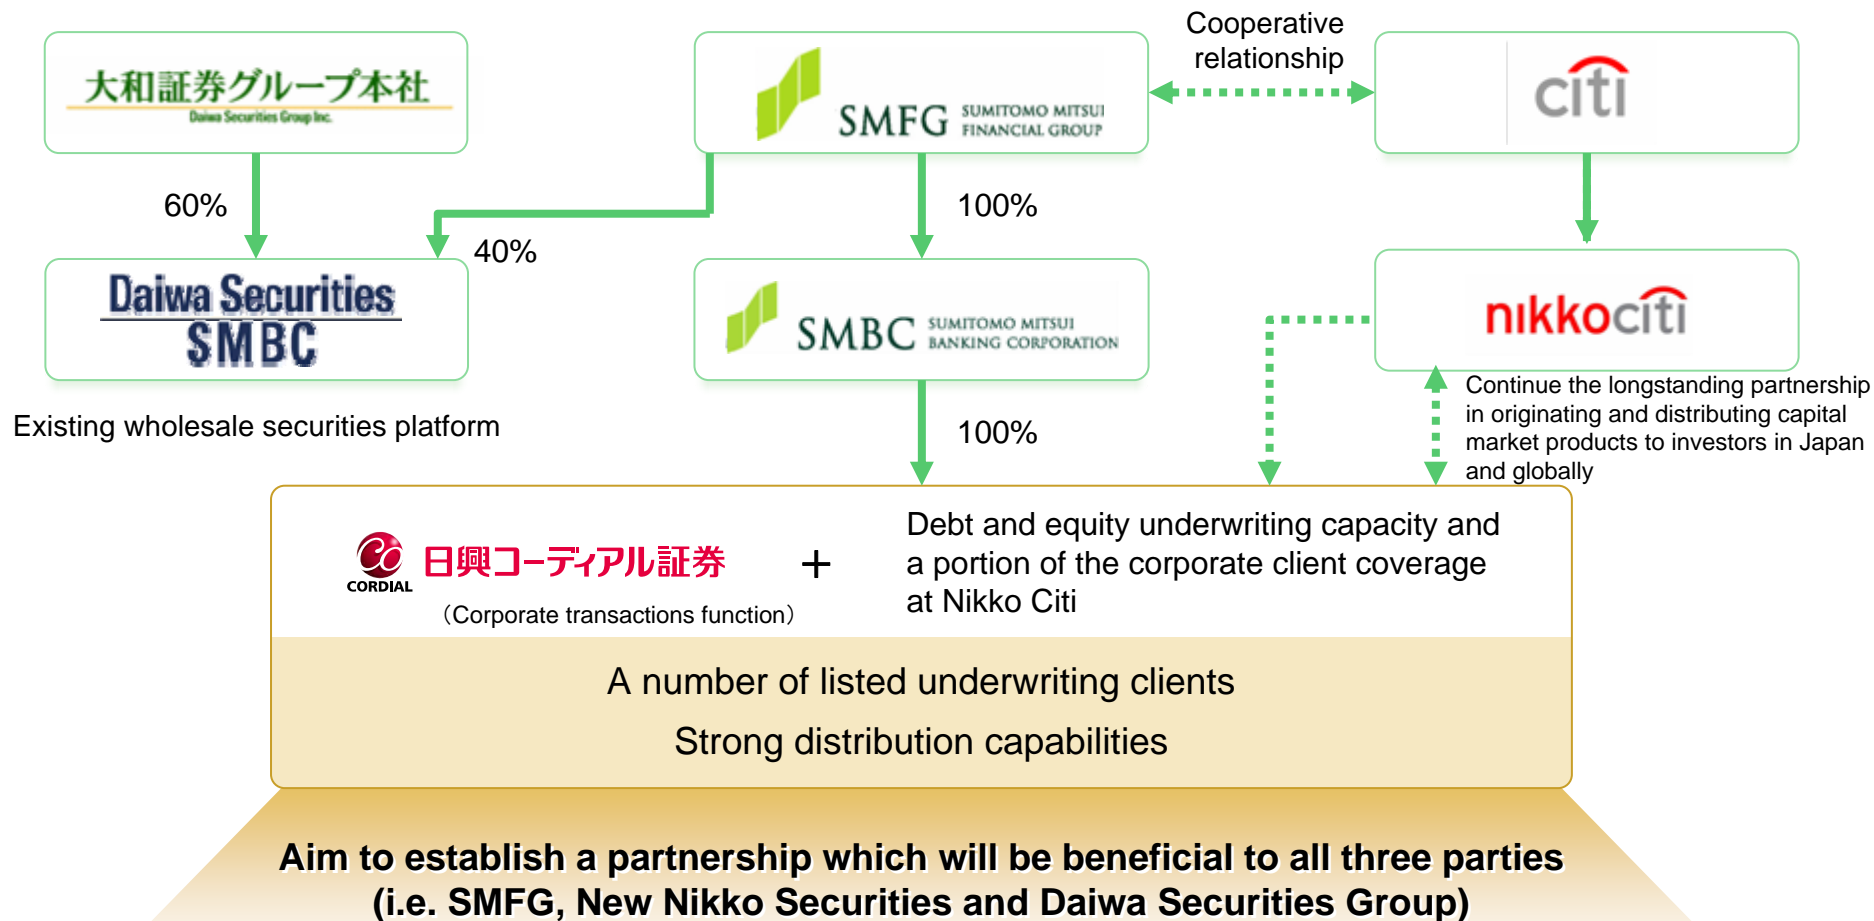 Cooperative
relationship
大和証券グループ本社
Daiwa Securities Group Inc.
SMFG SUMITOMO MITSUI
FINANCIAL GROUP
citi
60%
40%
100%
Daiwa Securities
SMBC
SMBC SUMITOMO MITSUI
BANKING CORPORATION
nikkociti
Existing wholesale securities platform
100%
Continue the longstanding partnership
in originating and distributing capital
market products to investors in Japan
and globally
CORDIAL
日興コーディアル証券
（Corporate transactions function）
+
Debt and equity underwriting capacity and
a portion of the corporate client coverage
at Nikko Citi
A number of listed underwriting clients
Strong distribution capabilities
Aim to establish a partnership which will be beneficial to all three parties
(i.e. SMFG, New Nikko Securities and Daiwa Securities Group)